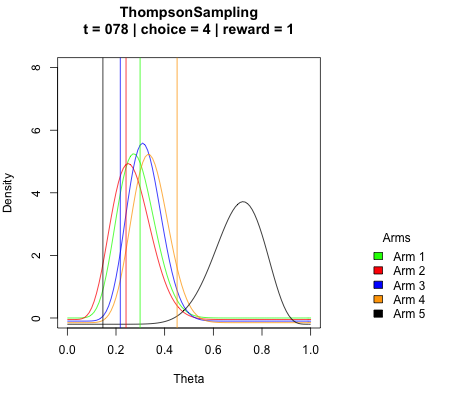 ThompsonSampling
t = 078 | choice = 4 | reward = 1
8
6
4
2
0
Density
0.0 0.2 0.4 0.6 0.8 1.0
Theta
Arms
Arm 1
Arm 2
Arm 3
Arm 4
Arm 5